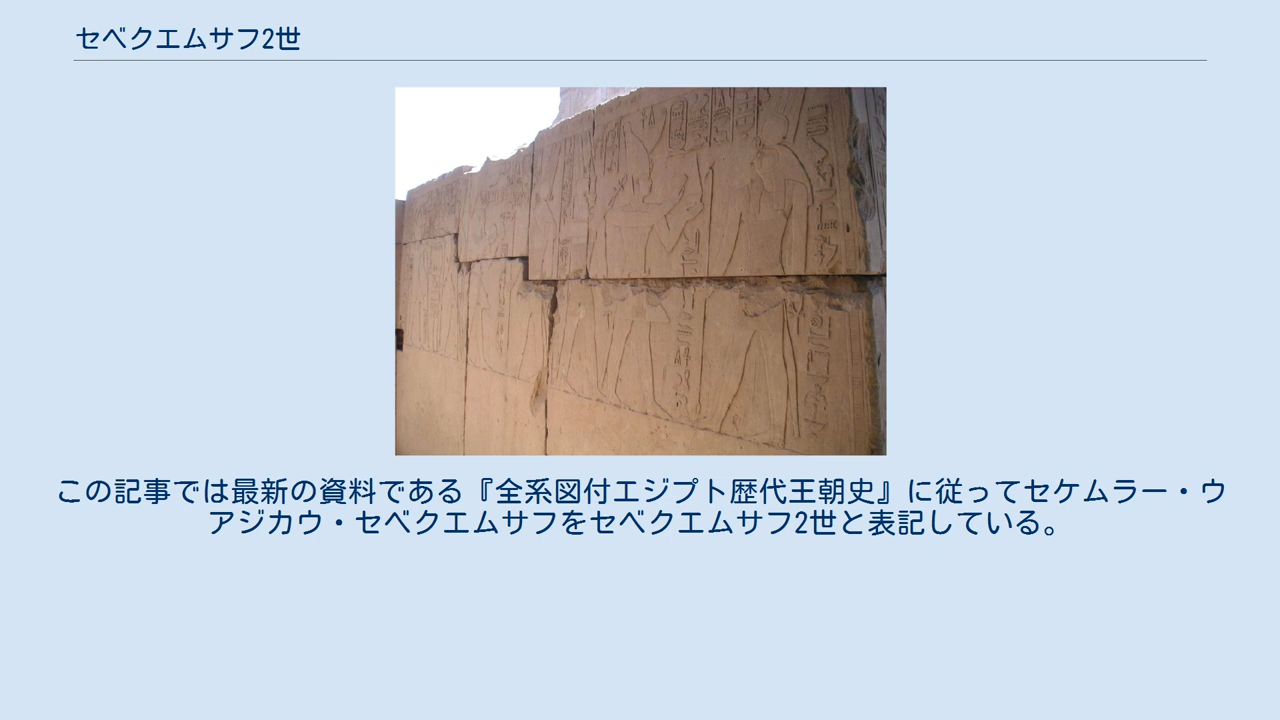 セベクエムサフ2世
この記事では最新の資料である『全系図付エジプト歴代王朝史』に従ってセケムラー・ウ
アジカウ・セベクエムサフをセベクエムサフ2世と表記している。